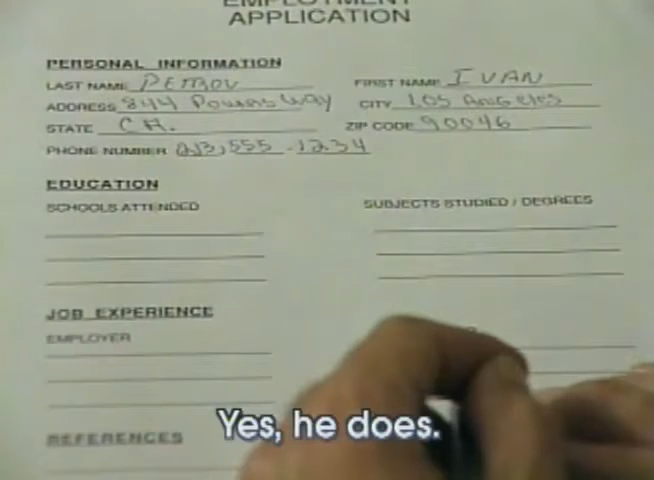 EMPLOYMENT
APPLICATION
PERSONAL INFORMATION
LAST NAME PETROV FIRST NAME IVAN
ADDRESS 844 Powers Way CITY LOS Angeles
STATE CA. ZIP CODE 90046
PHONE NUMBER 213,555-1234
EDUCATION
SCHOOLS ATTENDED SUBJECTS STUDIED / DEGREES
JOB EXPERIENCE
EMPLOYER
Yes, he does.
REFERENCES